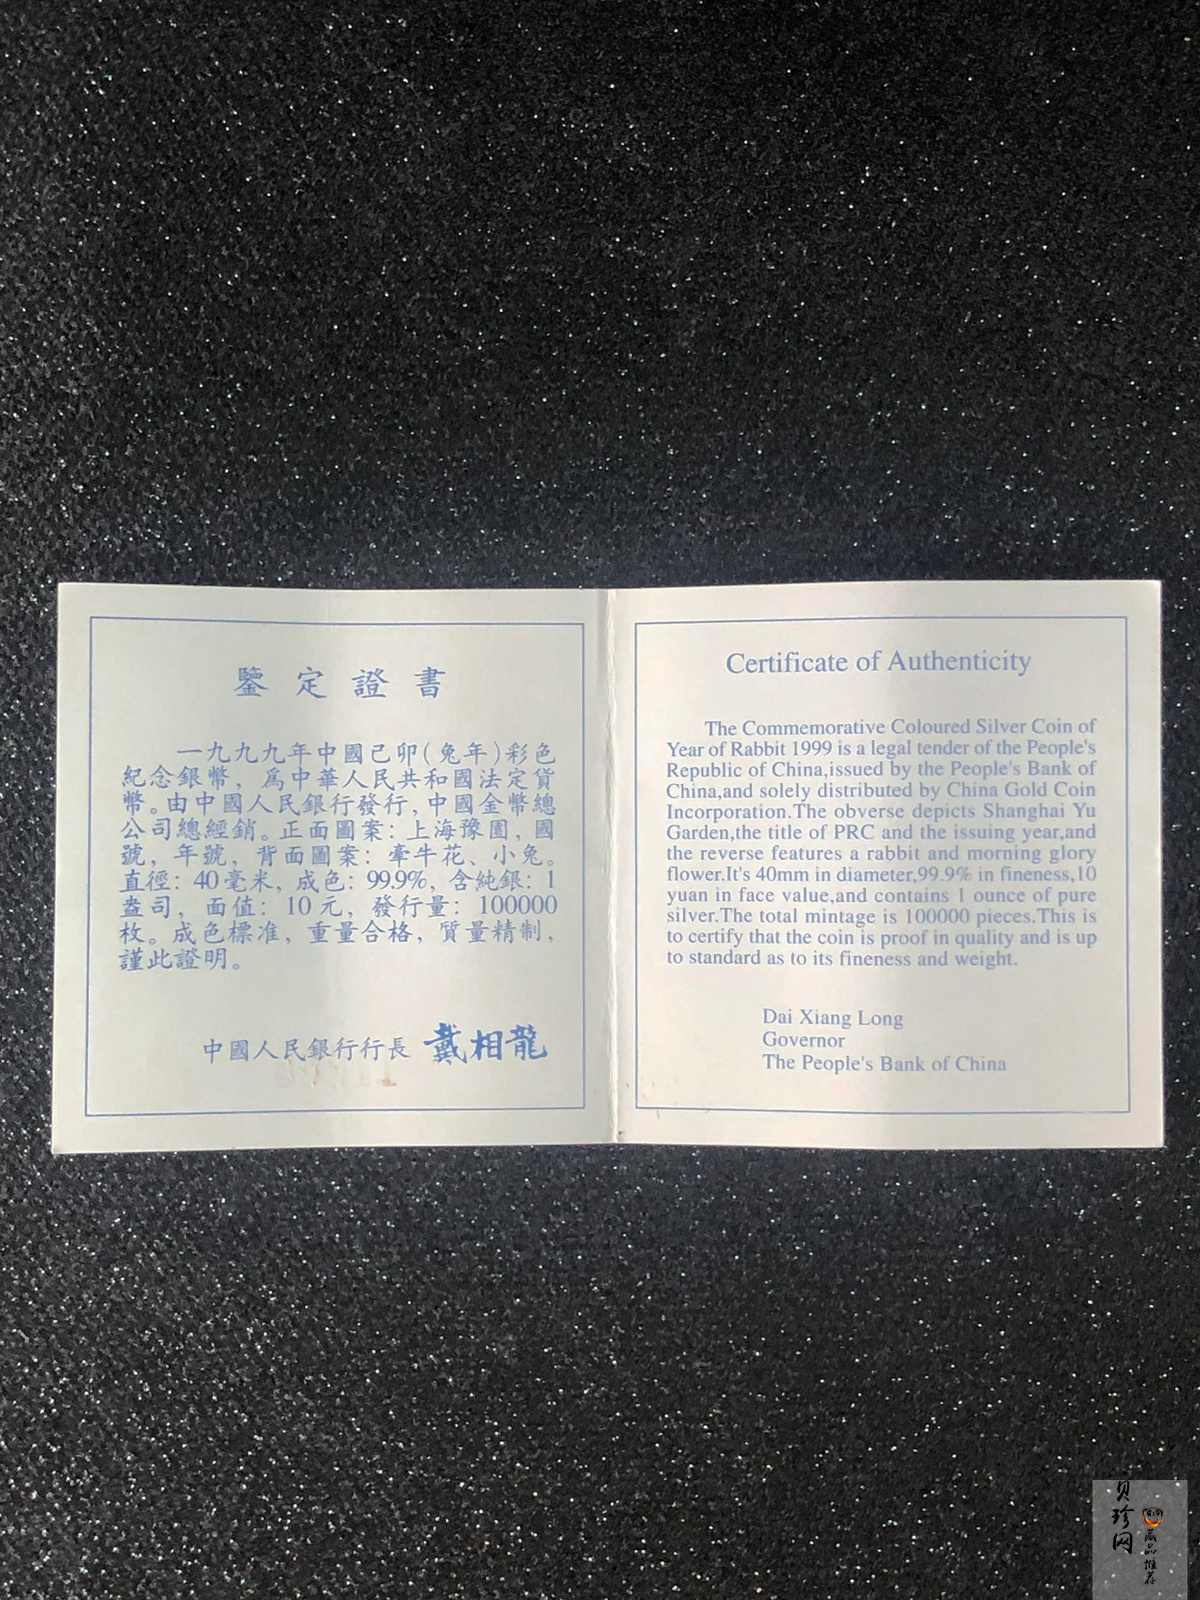 鑒定證書
一九九九年中國己卯(兔年)彩色
紀念銀幣，爲中華人民共和國法定貨
幣。由中國人民銀行發行，中國金幣總
公司總經銷。正面圖案：上海豫園，國
號，年號，背面圖案：牽牛花、小兔。
直徑：40毫米，成色：99.9%，含純銀：1
盎司，面值：10元，發行量：100000
枚。成色標准，重量合格，質量精制，
謹此證明。
中國人民銀行行長 戴相龍
Certificate of Authenticity
The Commemorative Coloured Silver Coin of
Year of Rabbit 1999 is a legal tender of the People's
Republic of China,issued by the People's Bank of
China,and solely distributed by China Gold Coin
Incorporation.The obverse depicts Shanghai Yu
Garden,the title of PRC and the issuing year,and
the reverse features a rabbit and morning glory
flower.It's 40mm in diameter,99.9% in fineness,10
yuan in face value,and contains 1 ounce of pure
silver.The total mintage is 100000 pieces.This is
to certify that the coin is proof in quality and is up
to standard as to its fineness and weight.
Dai Xiang Long
Governor
The People's Bank of China
贝珍网
藏品推荐